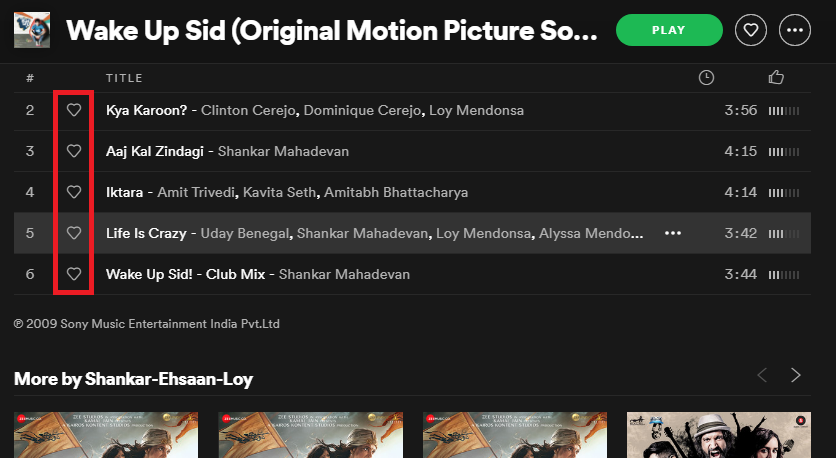 Wake Up Sid (Original Motion Picture So... PLAY
# TITLE
2 Kya Karoon? - Clinton Cerejo, Dominique Cerejo, Loy Mendonsa 3:56
3 Aaj Kal Zindagi - Shankar Mahadevan 4:15
4 Iktara - Amit Trivedi, Kavita Seth, Amitabh Bhattacharya 4:14
5 Life Is Crazy - Uday Benegal, Shankar Mahadevan, Loy Mendonsa, Alyssa Mendo... 3:42
6 Wake Up Sid! - Club Mix - Shankar Mahadevan 3:44
℗ 2009 Sony Music Entertainment India Pvt.Ltd
More by Shankar-Ehsaan-Loy